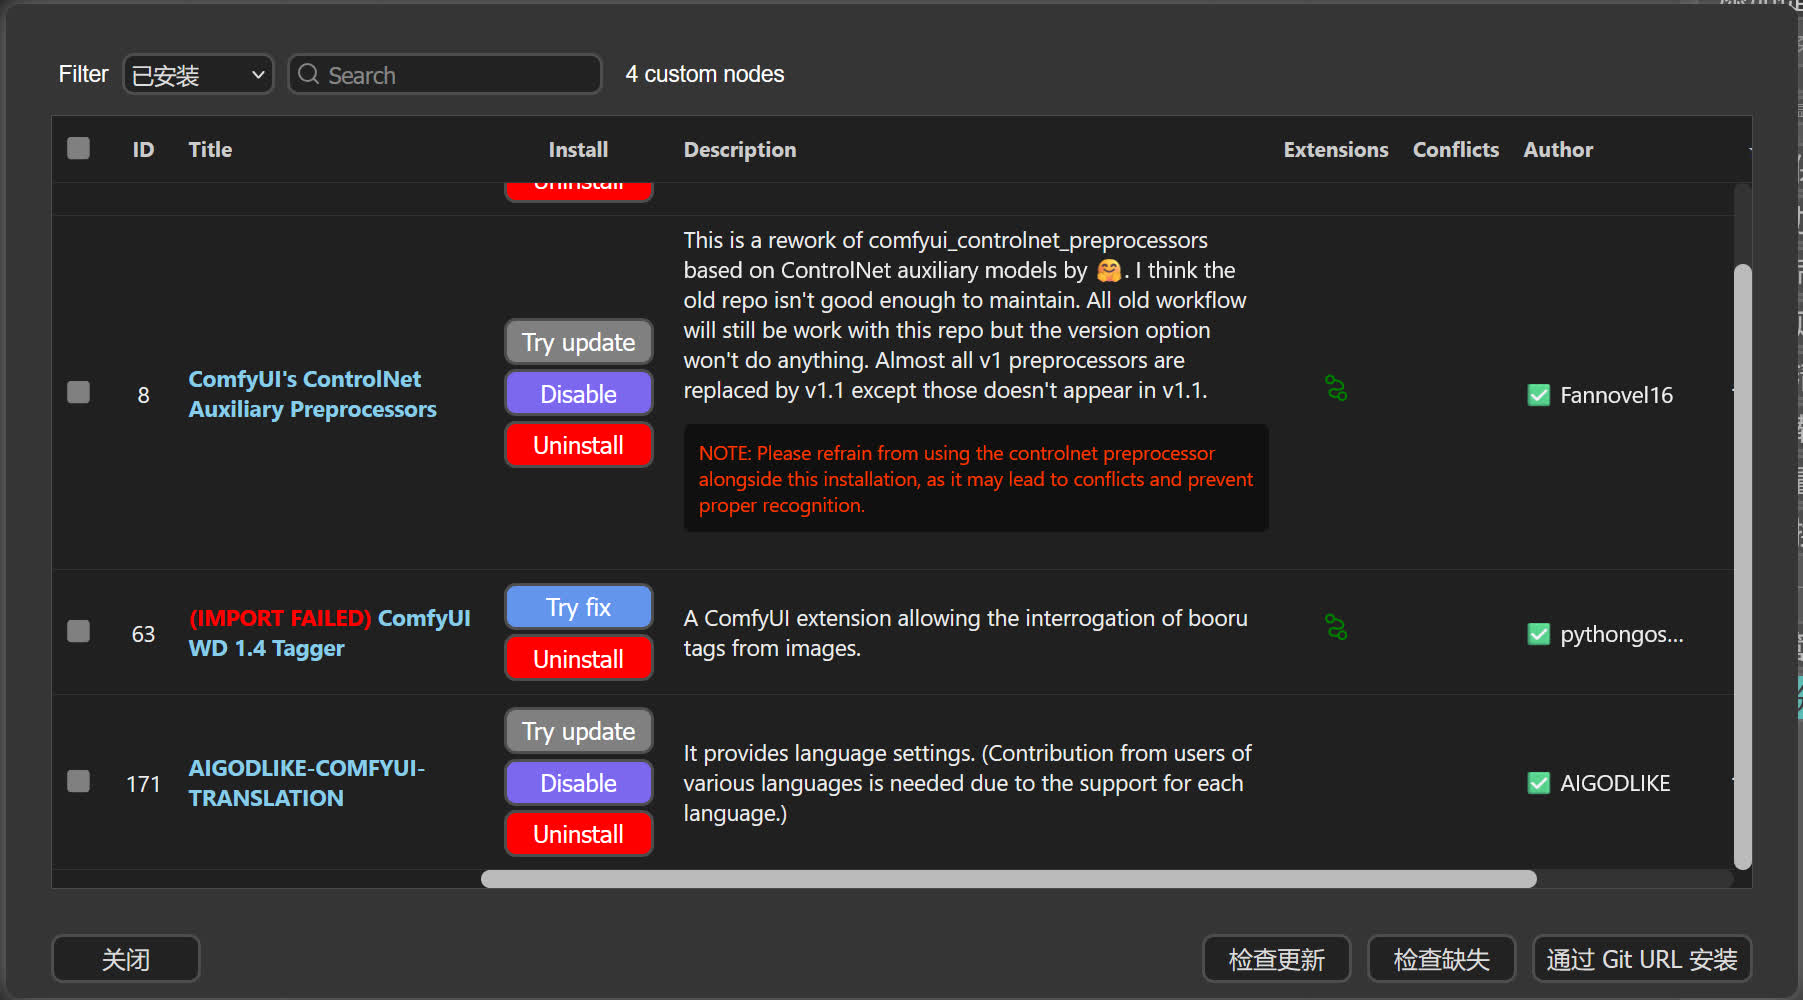 Filter 已安装 Search 4 custom nodes
ID Title Install Description Extensions Conflicts Author
Uninstall
This is a rework of comfyui_controlnet_preprocessors
based on ControlNet auxiliary models by 🤗. I think the
old repo isn't good enough to maintain. All old workflow
will still be work with this repo but the version option
won't do anything. Almost all v1 preprocessors are
replaced by v1.1 except those doesn't appear in v1.1.
NOTE: Please refrain from using the controlnet preprocessor
alongside this installation, as it may lead to conflicts and prevent
proper recognition.
8
ComfyUI's ControlNet
Auxiliary Preprocessors
Try update
Disable
Uninstall
✅ Fannovel16
63
(IMPORT FAILED) ComfyUI
WD 1.4 Tagger
Try fix
Uninstall
A ComfyUI extension allowing the interrogation of booru
tags from images.
✅ pythongos...
171
AIGODLIKE-COMFYUI-
TRANSLATION
Try update
Disable
Uninstall
It provides language settings. (Contribution from users of
various languages is needed due to the support for each
language.)
✅ AIGODLIKE
关闭 检查更新 检查缺失 通过 Git URL 安装